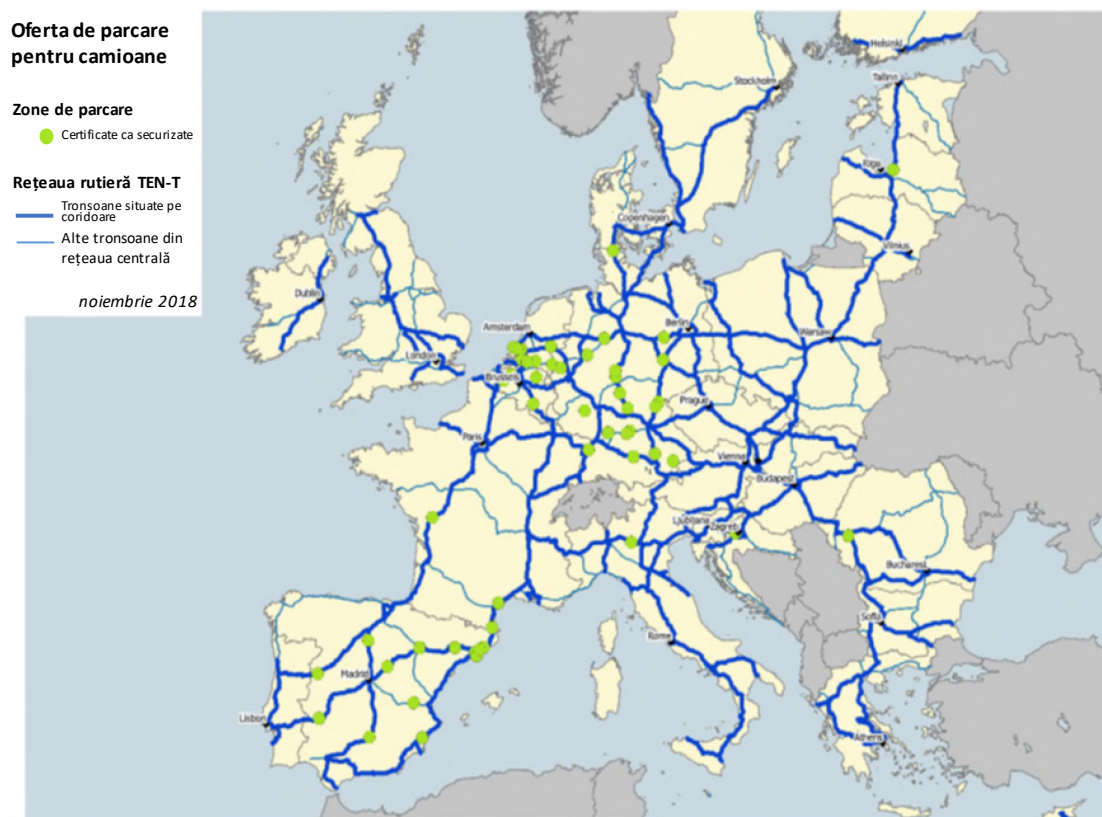 Oferta de parcare
pentru camioane
Zone de parcare
Certificate ca securizate
Rețeaua rutieră TEN-T
Tronsoane situate pe
coridoare
Alte tronsoane din
rețeaua centrală
noiembrie 2018
Helsinki
Tallinn
Stockholm
Riga
Copenhagen
Vilnius
Dublin
Amsterdam
Berlin
Warsaw
London
Brussels
Prague
Paris
Vienna
Budapest
Ljubljana
Zagreb
Bucharest
Sofia
Rome
Madrid
Lisbon
Athens